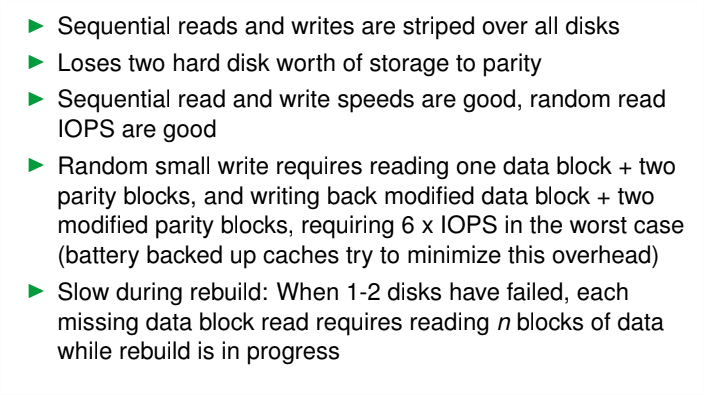 Sequential reads and writes are striped over all disks
Loses two hard disk worth of storage to parity
Sequential read and write speeds are good, random read
IOPS are good
Random small write requires reading one data block + two
parity blocks, and writing back modified data block + two
modified parity blocks, requiring 6 x IOPS in the worst case
(battery backed up caches try to minimize this overhead)
Slow during rebuild: When 1-2 disks have failed, each
missing data block read requires reading n blocks of data
while rebuild is in progress